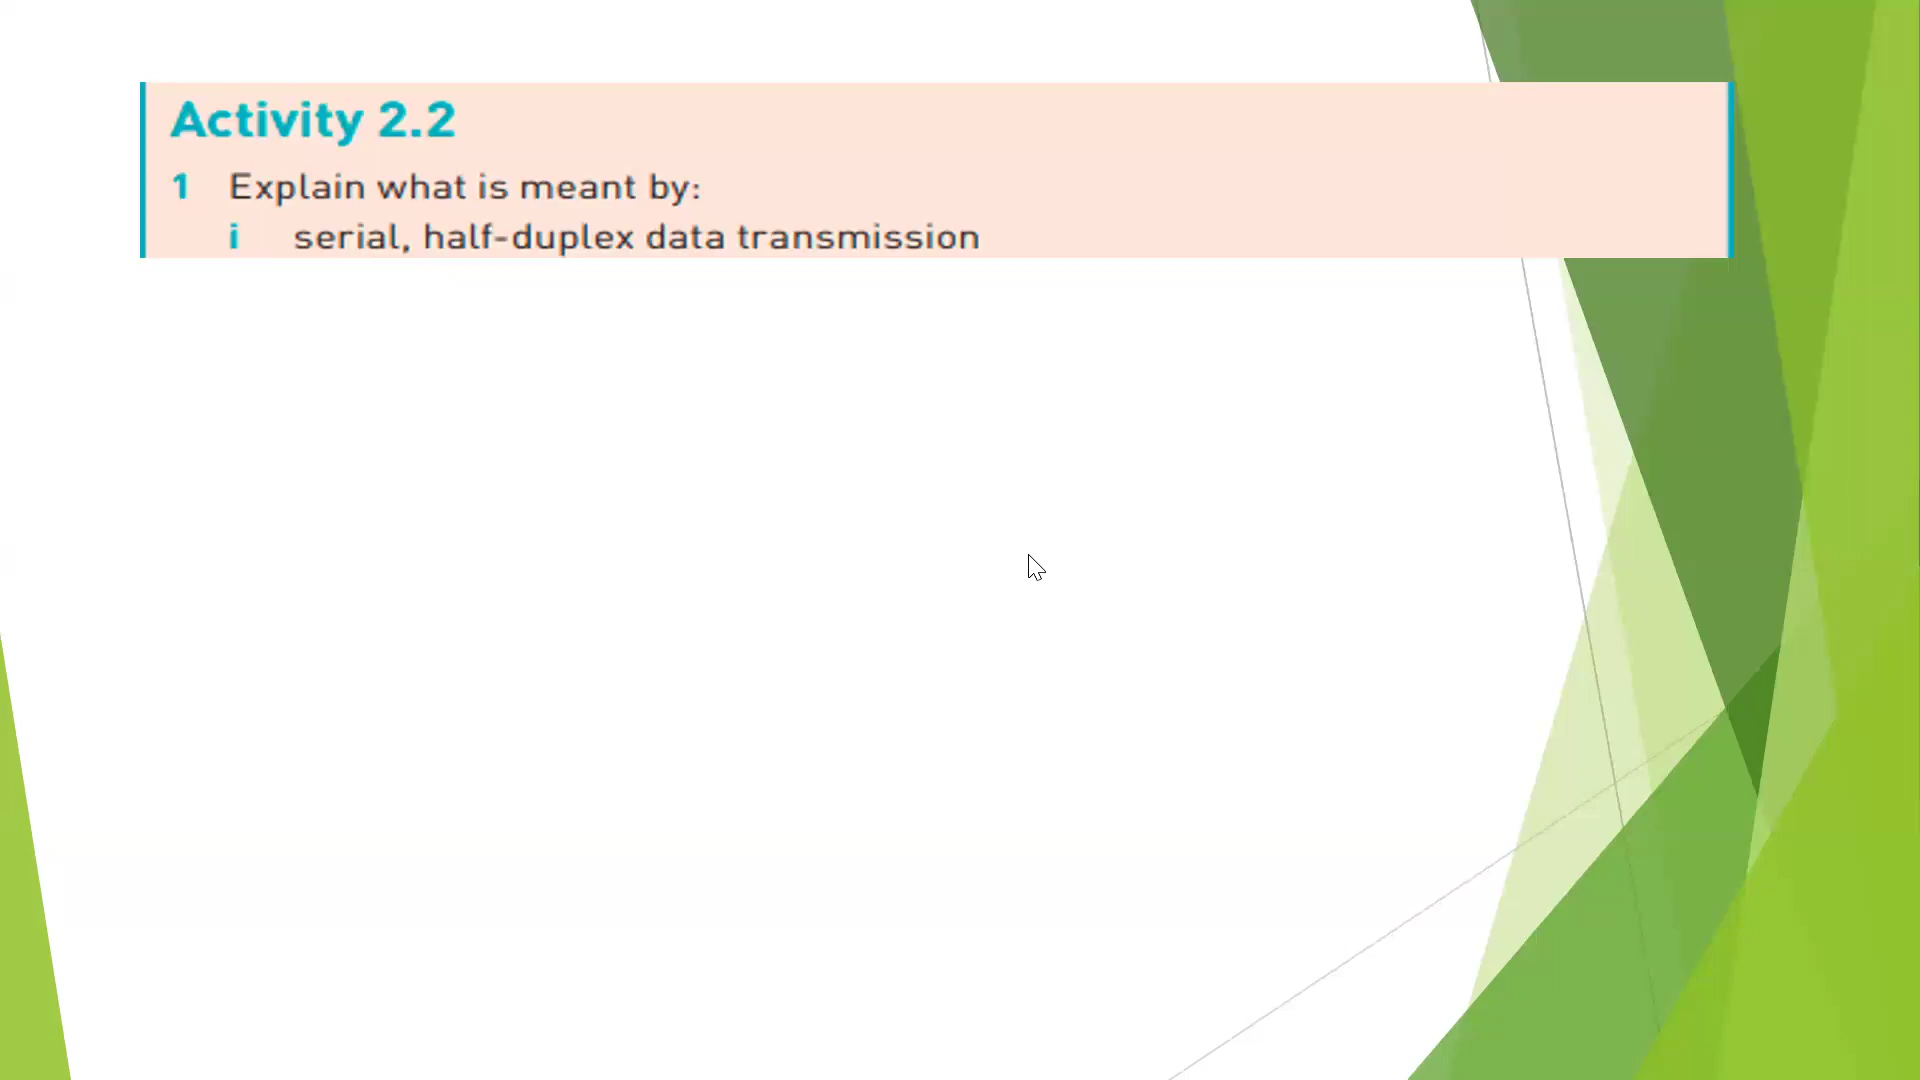 Activity 2.2
1 Explain what is meant by:
i serial, half-duplex data transmission